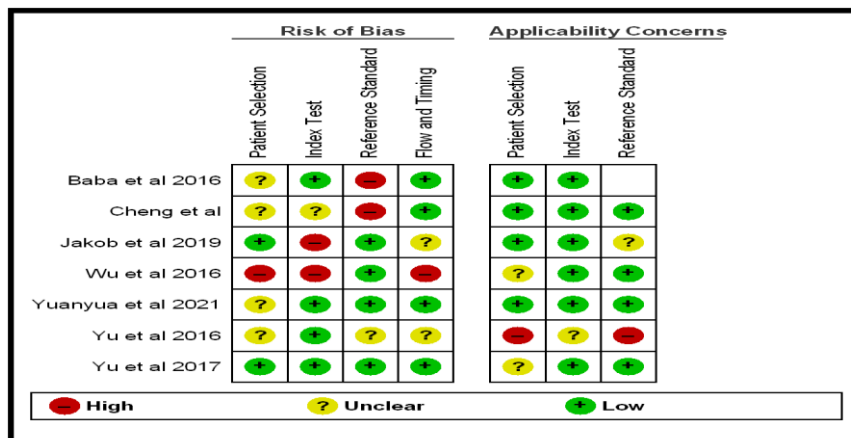 Risk of Bias
Applicability Concerns
Patient Selection
Index Test
Reference Standard
Flow and Timing
Patient Selection
Index Test
Reference Standard
Baba et al 2016 ? + – + + +
Cheng et al ? ? – + + + +
Jakob et al 2019 + – + ? + + ?
Wu et al 2016 – – + – ? + +
Yuanyua et al 2021 ? + + + + + +
Yu et al 2016 ? + ? ? – ? –
Yu et al 2017 + + + + ? + +
– High ? Unclear + Low